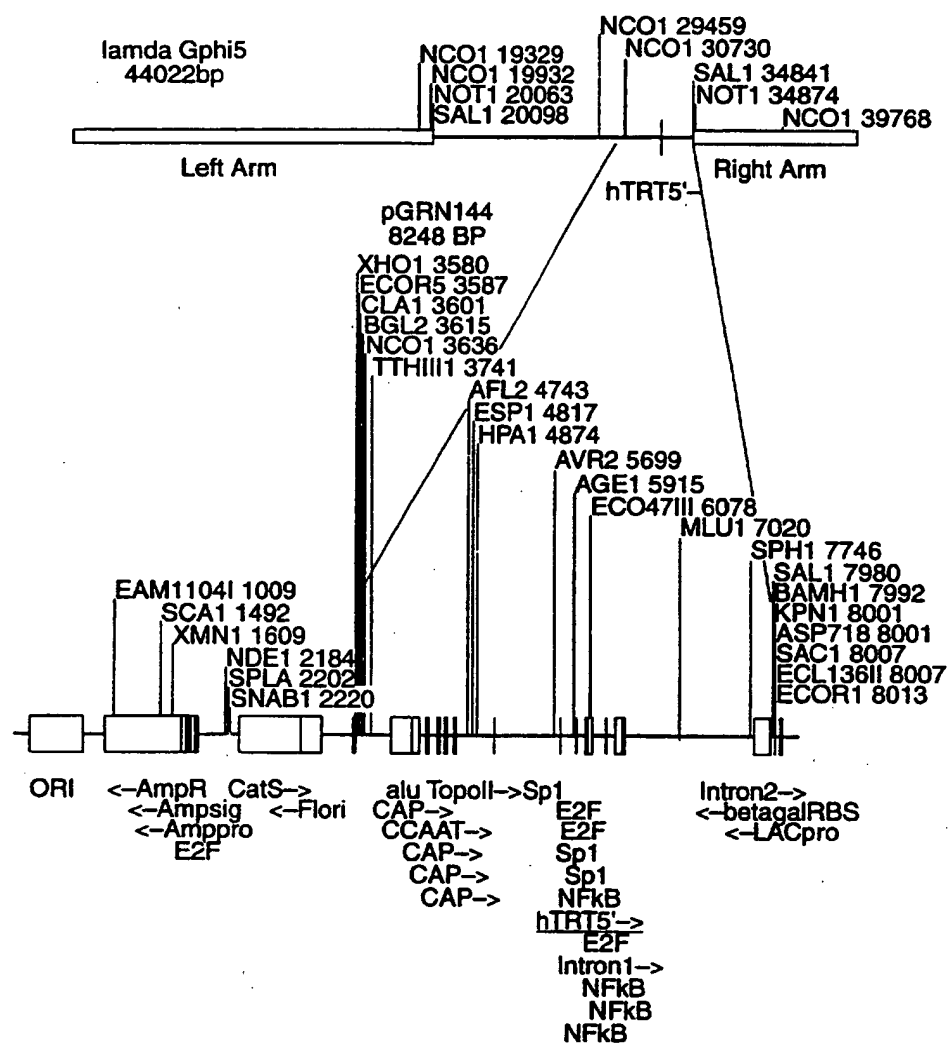 lamda Gphi5
44022bp
NCO1 19329
NCO1 19932
NOT1 20063
SAL1 20098
NCO1 29459
NCO1 30730
SAL1 34841
NOT1 34874
NCO1 39768
Left Arm
Right Arm
hTRT5'
pGRN144
8248 BP
XHO1 3580
ECOR5 3587
CLA1 3601
BGL2 3615
NCO1 3636
TTHIII1 3741
AFL2 4743
ESP1 4817
HPA1 4874
AVR2 5699
AGE1 5915
ECO47III 6078
MLU1 7020
SPH1 7746
SAL1 7980
BAMH1 7992
KPN1 8001
ASP718 8001
SAC1 8007
ECL136II 8007
ECOR1 8013
EAM1104I 1009
SCA1 1492
XMN1 1609
NDE1 2184
SPLA 2202
SNAB1 2220
ORI
<-AmpR
<-Ampsig
<-Amppro
E2F
CatS->
<-Flori
alu TopoII->Sp1
CAP->
CCAAT->
CAP->
CAP->
CAP->
E2F
E2F
Sp1
Sp1
NFkB
hTRT5'->
E2F
Intron1->
NFkB
NFkB
NFkB
Intron2->
<-betagalRBS
<-LACpro